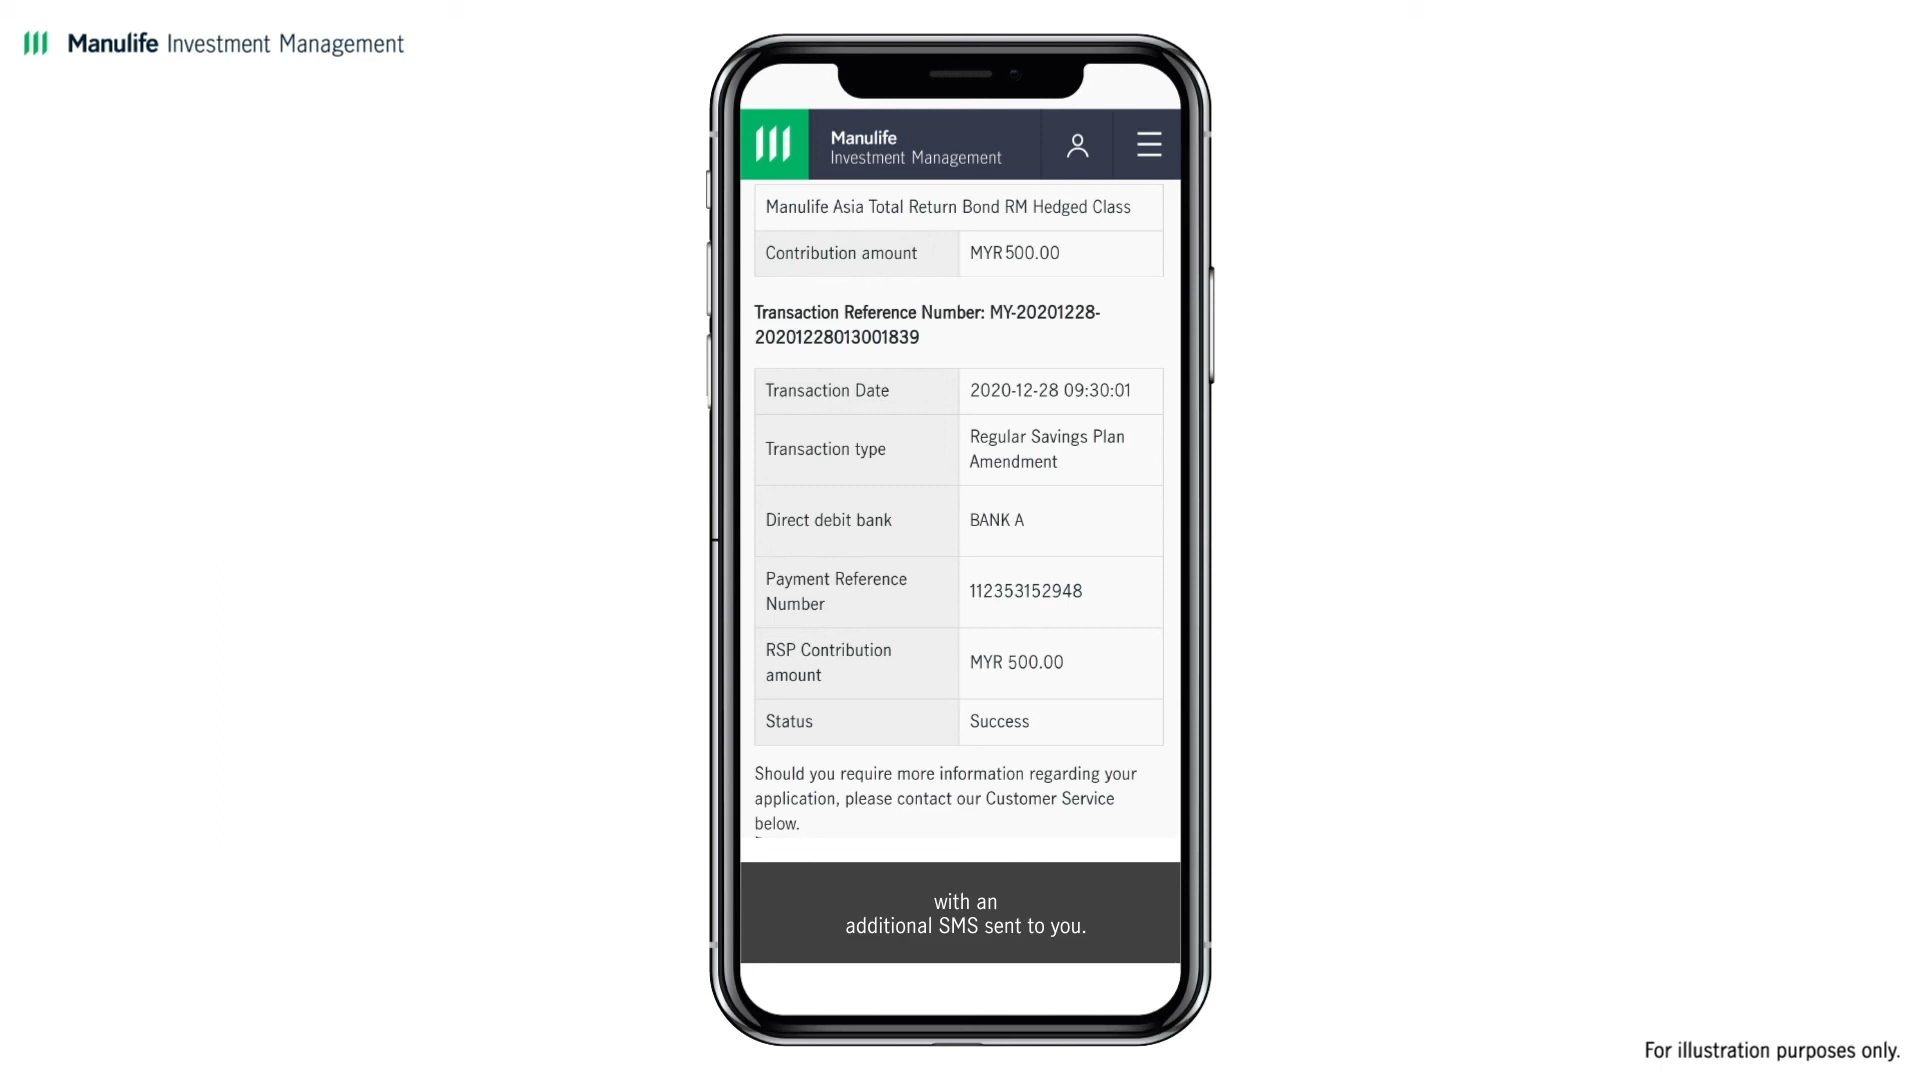 Manulife Investment Management
Manulife
Investment Management
Manulife Asia Total Return Bond RM Hedged Class
Contribution amount MYR 500.00
Transaction Reference Number: MY-20201228-
20201228013001839
Transaction Date 2020-12-28 09:30:01
Transaction type Regular Savings Plan
Amendment
Direct debit bank BANK A
Payment Reference
Number 112353152948
RSP Contribution
amount MYR 500.00
Status Success
Should you require more information regarding your
application, please contact our Customer Service
below.
with an
additional SMS sent to you.
For illustration purposes only.